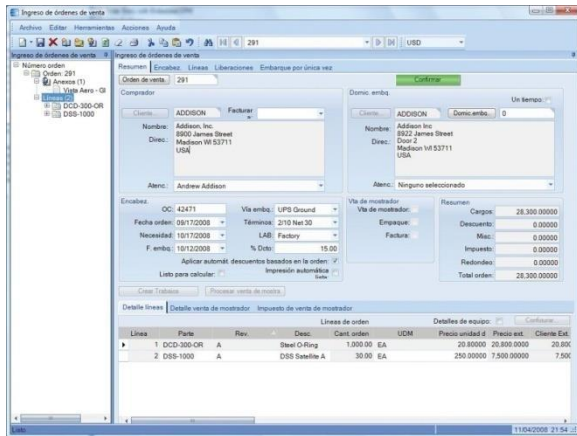 Ingreso de órdenes de venta
Archivo Editar Herramientas Acciones Ayuda
291
USD
Ingreso de órdenes de venta
Ingreso de órdenes de venta
Número orden
Orden: 291
Anexos (1)
Vista Aero - Gl
Líneas (2)
DCD-300-OR
DSS-1000
Resumen Encabez. Líneas Liberaciones Embarque por única vez
Orden de venta. 291
Confirmar
Comprador
Cliente... ADDISON Facturar
Nombre: Addison, Inc.
Direc.: 8900 James Street
Madison WI 53711
USA
Atenc.: Andrew Addison
Domic. embq.
Un tiempo:
Cliente... ADDISON Domic.embq.. 0
Nombre: Addison Inc
Direc: 8922 James Street
Door 2
Madison WI 53711
USA
Atenc: Ninguno seleccionado
Encabez.
OC: 42471 Vía embq.: UPS Ground
Fecha orden: 09/17/2008 Términos: 2/10 Net 30
Necesidad: 10/17/2008 LAB: Factory
F. embq.: 10/12/2008 % Dcto: 15.00
Aplicar automát. descuentos basados en la orden:
Listo para calcular:
Impresión automática
lista:
Vta de mostrador
Vta de mostrador:
Empaque:
Factura:
Resumen
Cargos: 28,300.00000
Descuento: 0.00000
Misc: 0.00000
Impuesto: 0.00000
Redondeo: 0.00000
Total orden: 28,300.00000
Crear Trabajos Procesar venta de mostra
Detalle líneas Detalle venta de mostrador Impuesto de venta de mostrador
Líneas de orden Detalles de equipo: Configurar...
Línea Parte Rev. Desc. Cant. orden UDM Precio unidad d Precio ext. Cliente Ext.
1 DCD-300-OR A Steel O-Ring 1,000.00 EA 20.80000 20,800.0000 20,800
2 DSS-1000 A DSS Satellite A 30.00 EA 250.00000 7,500.00000 7,500
Listo
11/04/2008 21:54